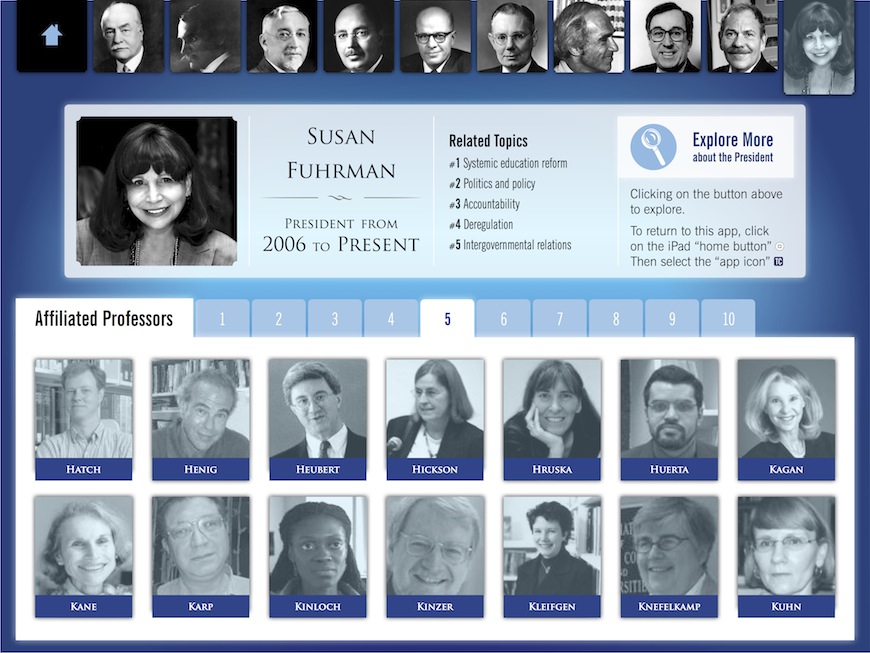 SUSAN
FUHRMAN
PRESIDENT FROM
2006 TO PRESENT
Related Topics
#1 Systemic education reform
#2 Politics and policy
#3 Accountability
#4 Deregulation
#5 Intergovernmental relations
Explore More
about the President
Clicking on the button above
to explore.
To return to this app, click
on the iPad “home button”
Then select the “app icon” TC
Affiliated Professors 1 2 3 4 5 6 7 8 9 10
HATCH HENIG HEUBERT HICKSON HRUSKA HUERTA KAGAN
KANE KARP KINLOCH KINZER KLEIFGEN KNEFELKAMP KUHN